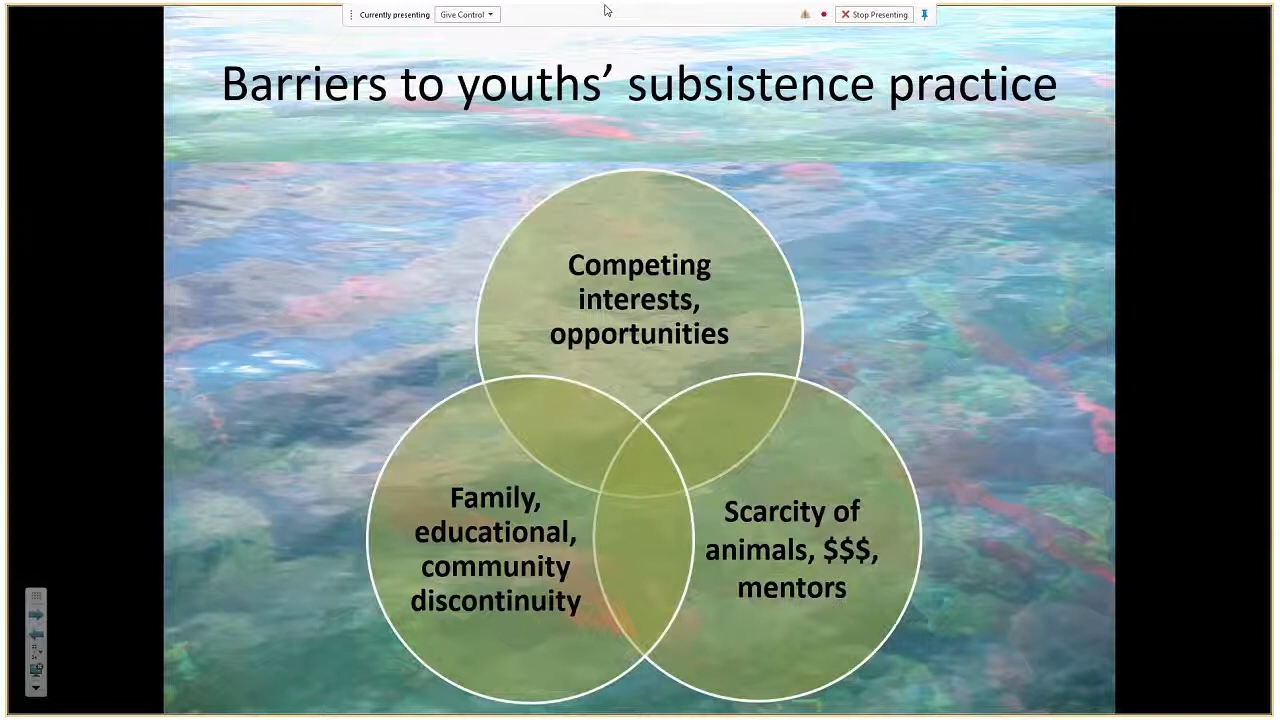 Currently presenting Give Control Stop Presenting
Barriers to youths’ subsistence practice
Competing
interests,
opportunities
Family,
educational,
community
discontinuity
Scarcity of
animals, $$$,
mentors